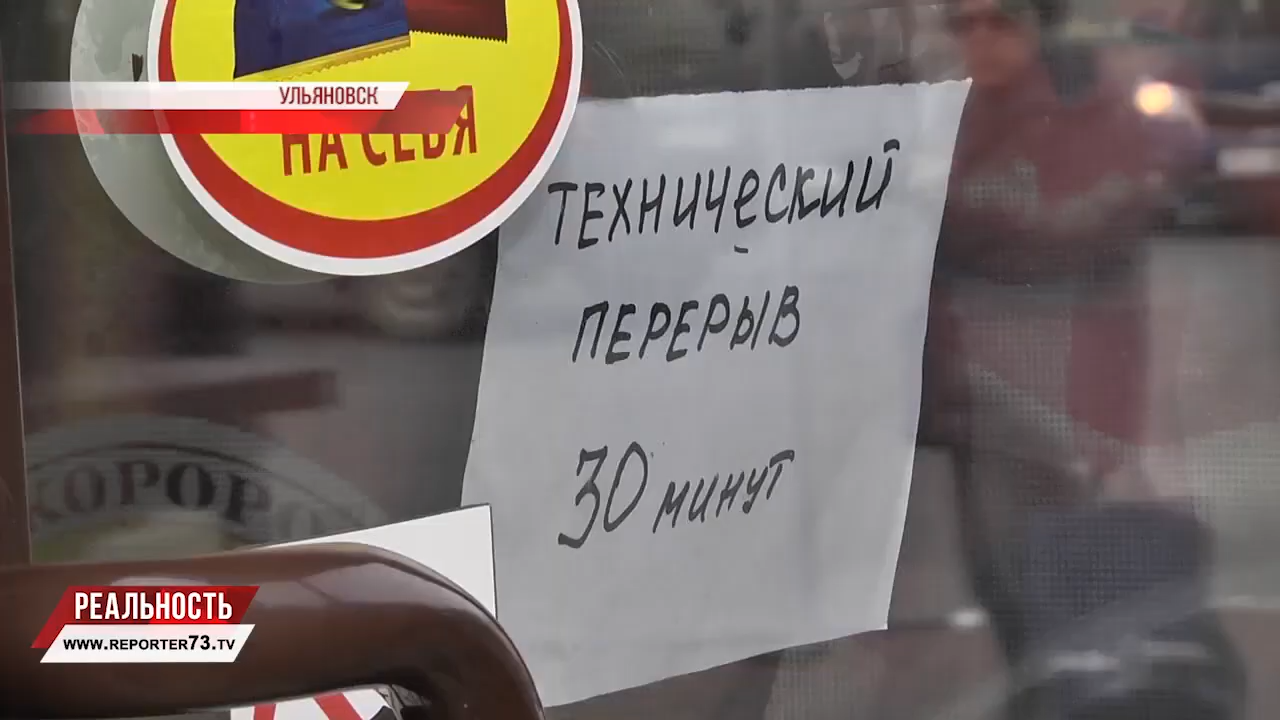 УЛЬЯНОВСК
НА СЕБЯ
ТЕХНИЧЕСКИЙ
ПЕРЕРЫВ
30 минут
РЕАЛЬНОСТЬ
WWW.REPORTER73.TV